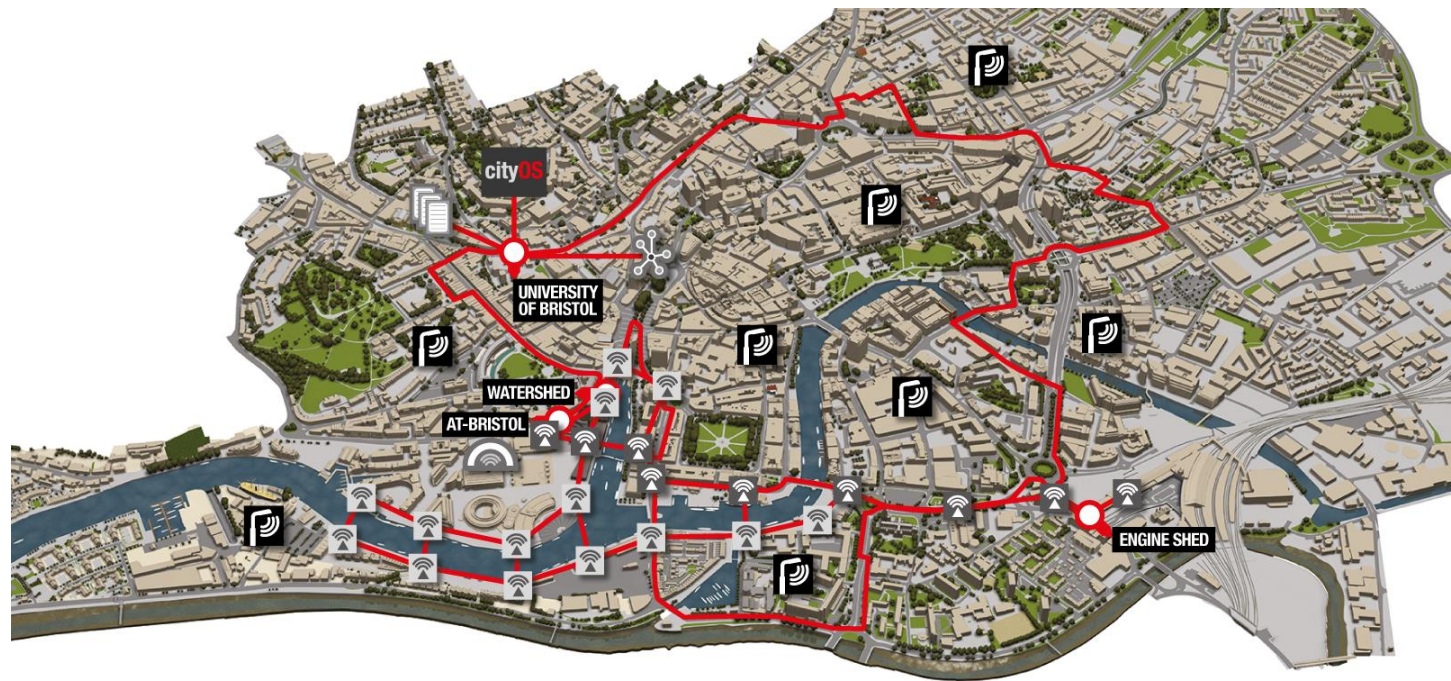 cityOS
UNIVERSITY
OF BRISTOL
WATERSHED
AT-BRISTOL
ENGINE SHED